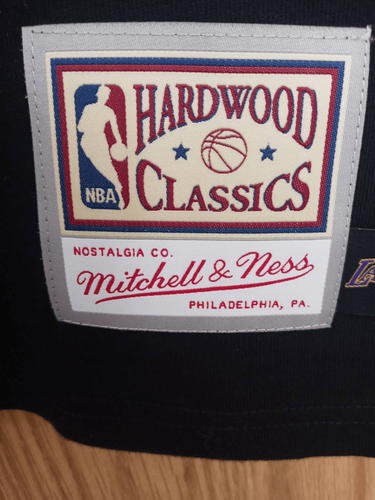 HARDWOOD
NBA
CLASSICS
NOSTALGIA CO.
Mitchell & Ness
PHILADELPHIA, PA.